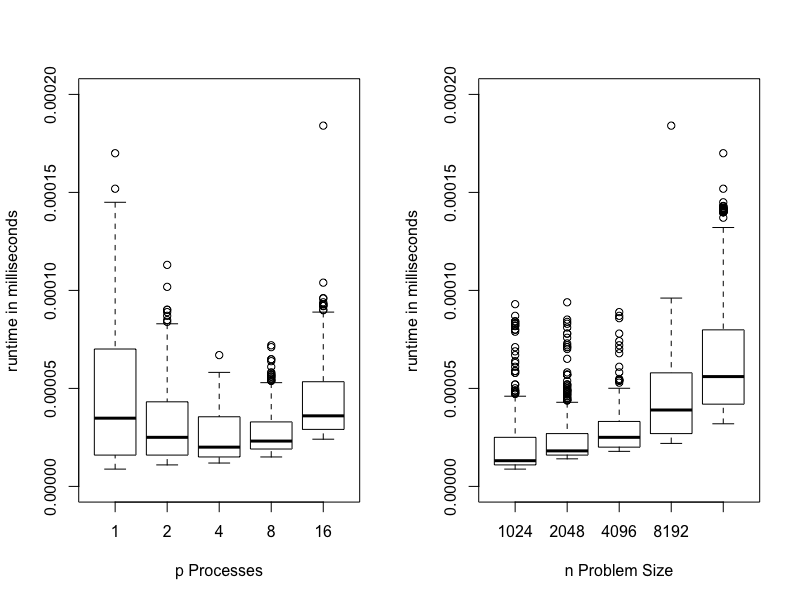 0.00020
0.00015
0.00010
0.00005
0.00000
runtime in milliseconds
1 2 4 8 16
p Processes
0.00020
0.00015
0.00010
0.00005
0.00000
runtime in milliseconds
1024 2048 4096 8192
n Problem Size